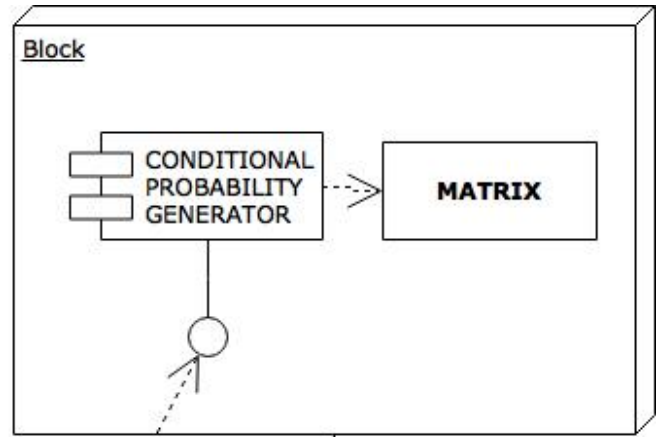 Block
CONDITIONAL
PROBABILITY
GENERATOR
MATRIX